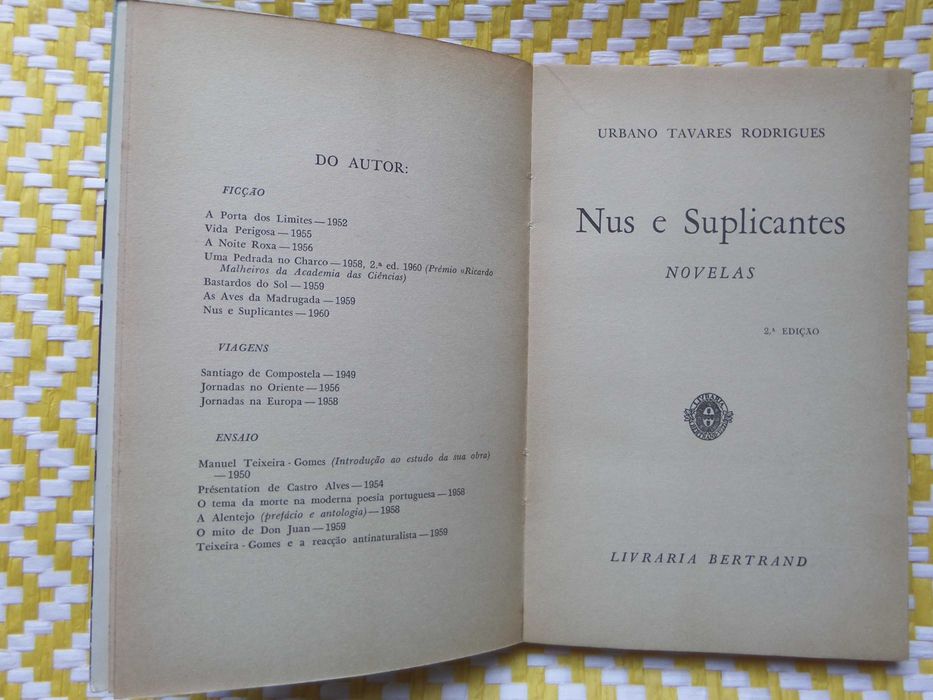 DO AUTOR:
FICÇÃO
A Porta dos Limites — 1952
Vida Perigosa — 1955
A Noite Roxa — 1956
Uma Pedrada no Charco — 1958, 2.ª ed. 1960 (Prémio «Ricardo
Malheiros da Academia das Ciências)
Bastardos do Sol — 1959
As Aves da Madrugada — 1959
Nus e Suplicantes — 1960
VIAGENS
Santiago de Compostela — 1949
Jornadas no Oriente — 1956
Jornadas na Europa — 1958
ENSAIO
Manuel Teixeira - Gomes (Introdução ao estudo da sua obra)
— 1950
Présentation de Castro Alves — 1954
O tema da morte na moderna poesia portuguesa — 1958
A Alentejo (prefácio e antologia) — 1958
O mito de Don Juan — 1959
Teixeira - Gomes e a reacção antinaturalista — 1959
URBANO TAVARES RODRIGUES
Nus e Suplicantes
NOVELAS
2.ª EDIÇÃO
LIVRARIA
LIVRARIA BERTRAND